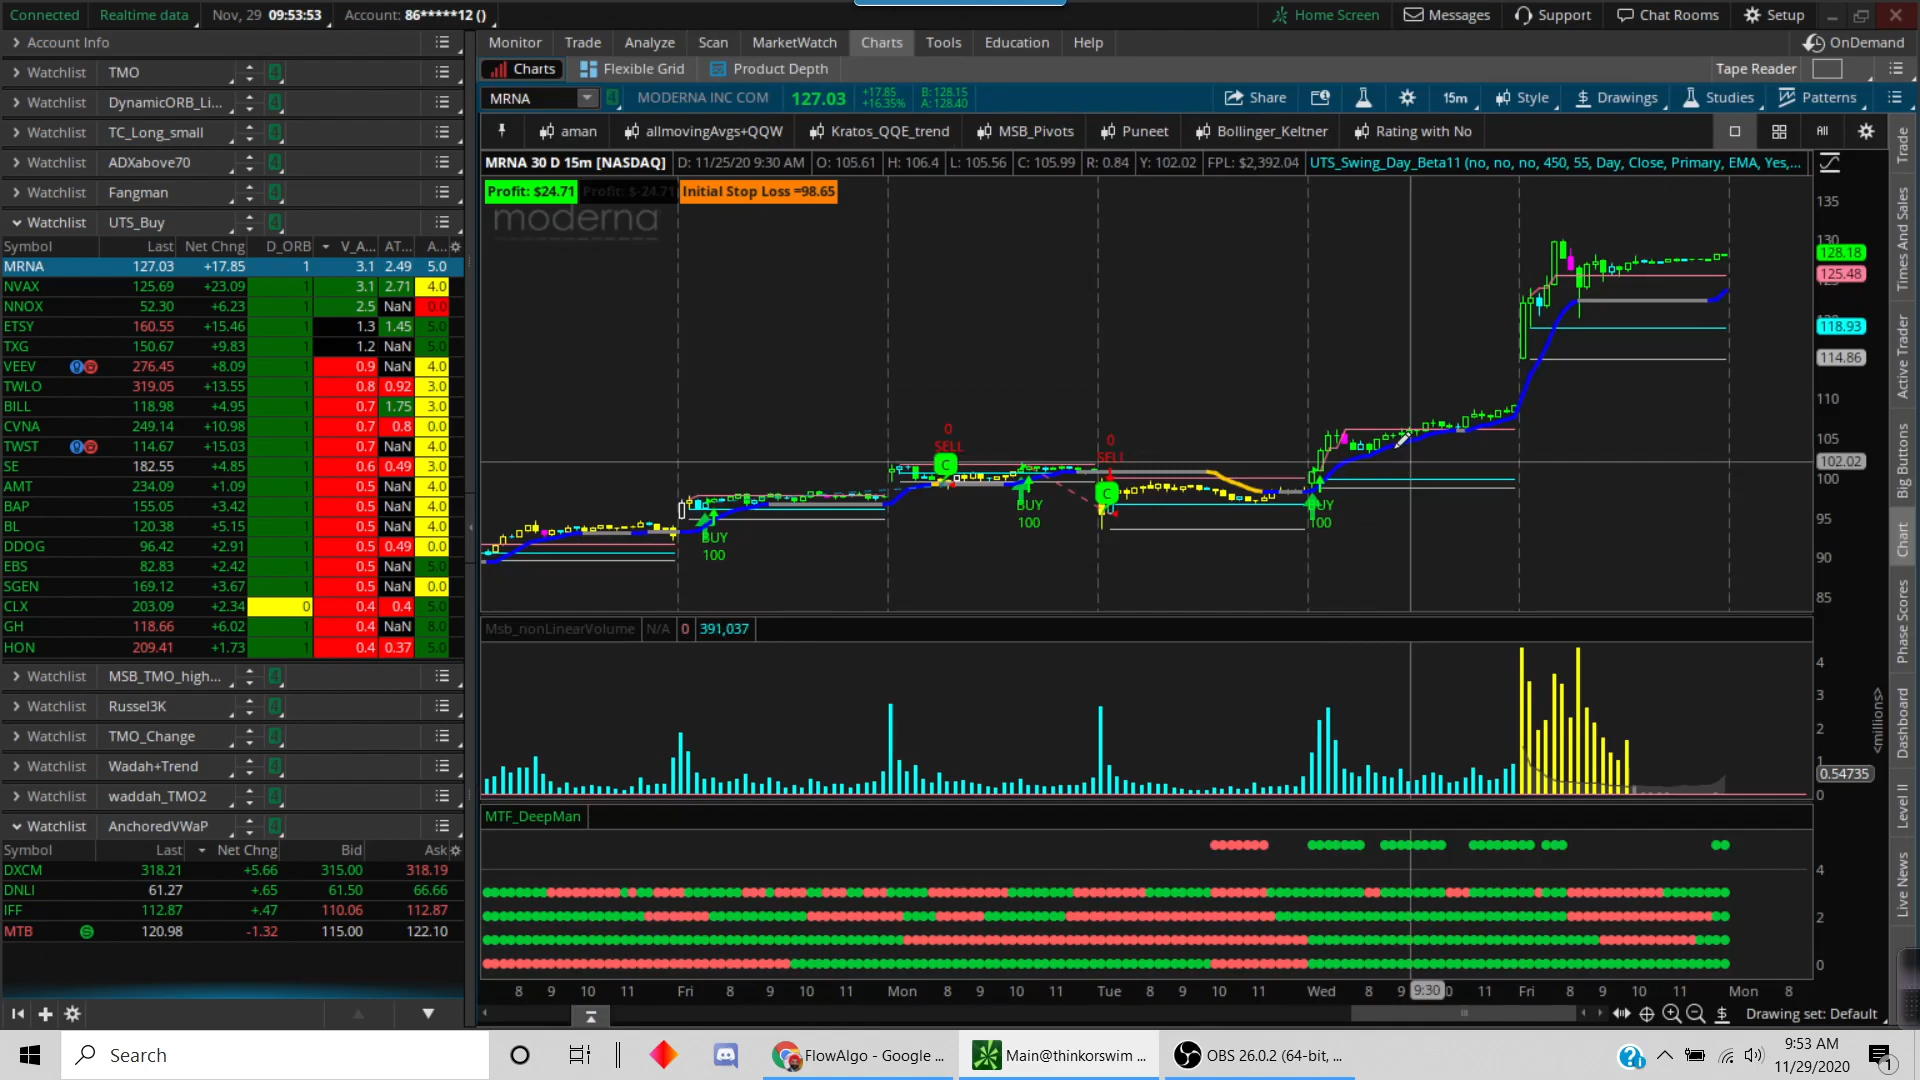 Connected Realtime data Nov, 29 09:53:53 Account: 86*****12 () Home Screen Messages Support Chat Rooms Setup
Account Info
Monitor Trade Analyze Scan MarketWatch Charts Tools Education Help OnDemand
Watchlist TMO
Charts Flexible Grid Product Depth Tape Reader
Watchlist DynamicORB_Li...
MRNA 4 MODERNA INC COM 127.03 +17.85 +16.35% B: 128.15 A: 128.40 Share 15m Style Drawings Studies Patterns
Watchlist TC_Long_small
aman allmovingAvgs+QQW Kratos_QQE_trend MSB_Pivots Puneet Bollinger_Keltner Rating with No All
Watchlist ADXabove70
MRNA 30 D 15m [NASDAQ] D: 11/25/20 9:30 AM O: 105.61 H: 106.4 L: 105.56 C: 105.99 R: 0.84 Y: 102.02 FPL: $2,392.04 UTS_Swing_Day_Beta11 (no, no, no, 450, 55, Day, Close, Primary, EMA, Yes,...
Watchlist Fangman
Profit: $24.71 Profit: $-24.71 Initial Stop Loss =98.65
moderna
Watchlist UTS_Buy
Symbol Last Net Chng D_ORB V_A... AT... A...
MRNA 127.03 +17.85 1 3.1 2.49 5.0
NVAX 125.69 +23.09 1 3.1 2.71 4.0
NNOX 52.30 +6.23 1 2.5 NaN 0.0
ETSY 160.55 +15.46 1 1.3 1.45 5.0
TXG 150.67 +9.83 1 1.2 NaN 5.0
VEEV 276.45 +8.09 1 0.9 NaN 4.0
TWLO 319.05 +13.55 1 0.8 0.92 3.0
BILL 118.98 +4.95 1 0.7 1.75 3.0
CVNA 249.14 +10.98 1 0.7 0.8 0.0
TWST 114.67 +15.03 1 0.7 NaN 4.0
SE 182.55 +4.85 1 0.6 0.49 3.0
AMT 234.09 +1.09 1 0.5 NaN 4.0
BAP 155.05 +3.42 1 0.5 NaN 4.0
BL 120.38 +5.15 1 0.5 NaN 4.0
DDOG 96.42 +2.91 1 0.5 0.49 0.0
EBS 82.83 +2.42 1 0.5 NaN 5.0
SGEN 169.12 +3.67 1 0.5 NaN 0.0
CLX 203.09 +2.34 0 0.4 0.4 5.0
GH 118.66 +6.02 1 0.4 NaN 8.0
HON 209.41 +1.73 1 0.4 0.37 5.0
135
130
128.18
125.48
118.93
114.86
110
105
102.02
100
95
90
85
0
SELL
C
0
SELL
C
BUY
100
BUY
100
BUY
100
Msb_nonLinearVolume N/A 0 391,037
4
3
2
1
0.54735
0
<millions>
Watchlist MSB_TMO_high...
Watchlist Russel3K
Watchlist TMO_Change
Watchlist Wadah+Trend
Watchlist waddah_TMO2
Watchlist AnchoredVWaP
Symbol Last Net Chng Bid Ask
DXCM 318.21 +5.66 315.00 318.19
DNLI 61.27 +.65 61.50 66.66
IFF 112.87 +.47 110.06 112.87
MTB 120.98 -1.32 115.00 122.10
MTF_DeepMan
4
2
0
8 9 10 11 Fri 8 9 10 11 Mon 8 9 10 11 Tue 8 9 10 11 Wed 8 9 9:30 0 11 Fri 8 9 10 11 Mon 8
Drawing set: Default
Trade
Times And Sales
Active Trader
Big Buttons
Chart
Phase Scores
Dashboard
Level II
Live News
Search FlowAlgo - Google ... Main@thinkorswim ... OBS 26.0.2 (64-bit, ... 9:53 AM
11/29/2020 1